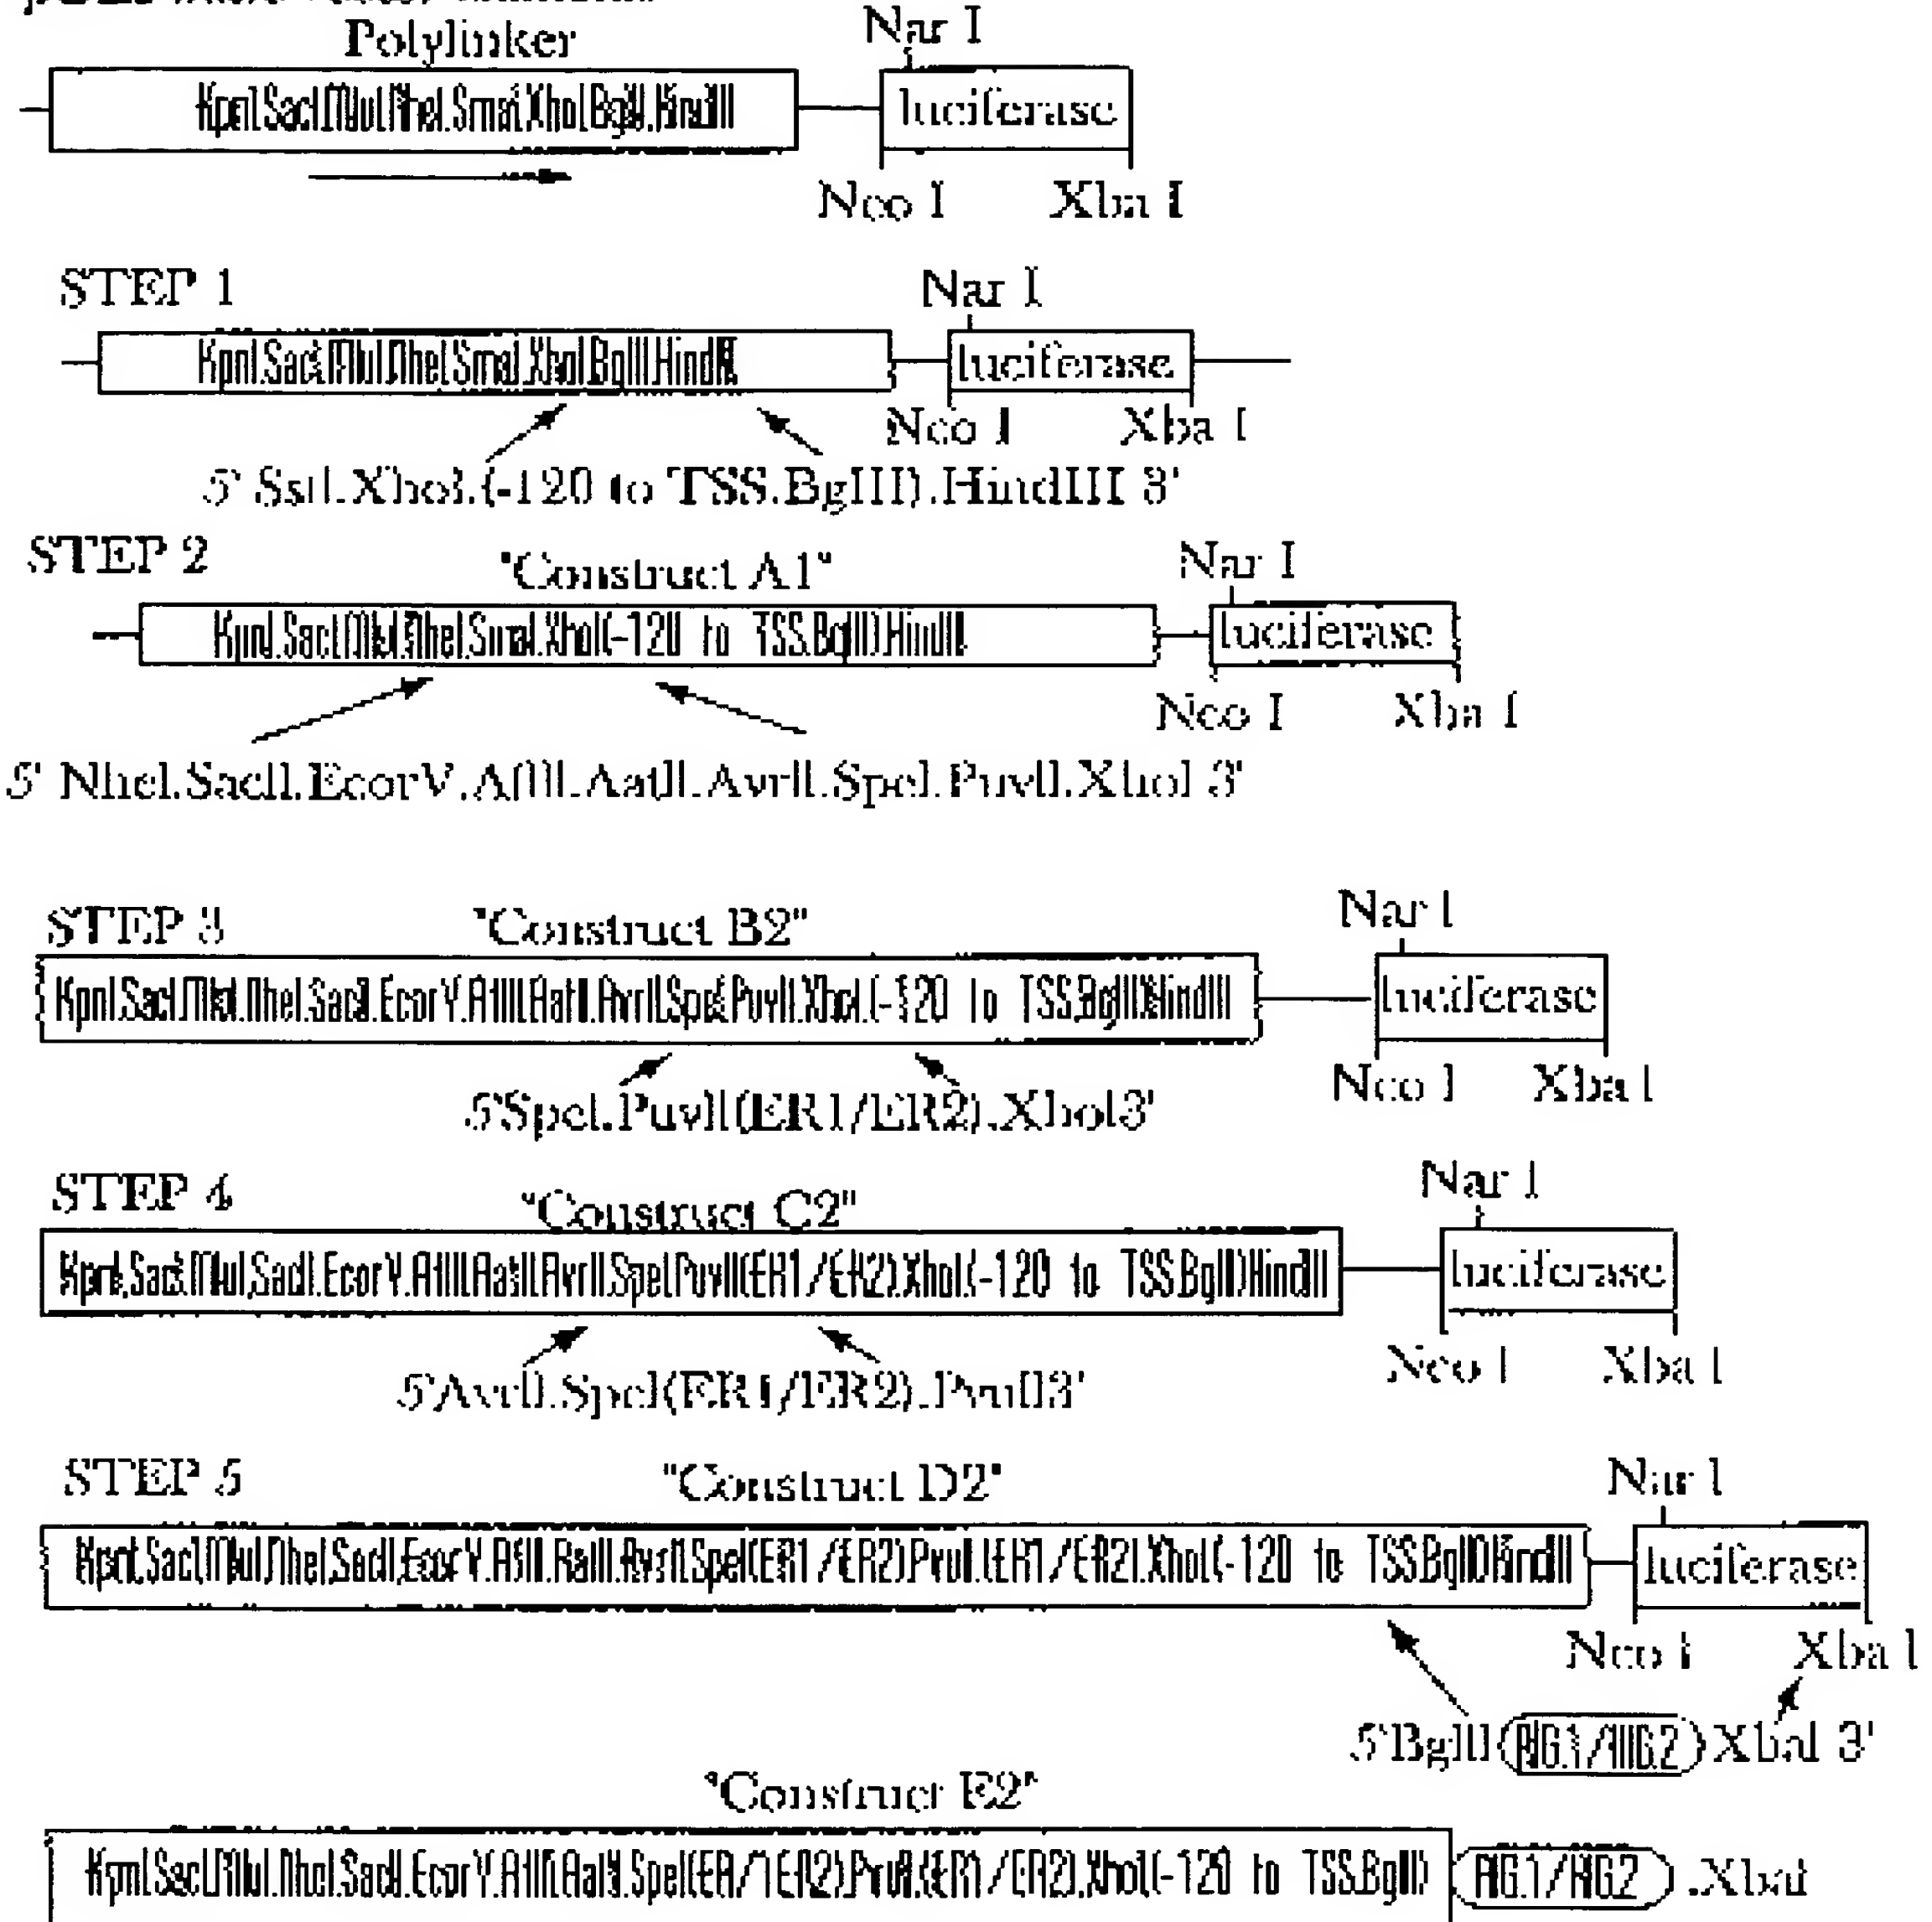 Polylinker
Nar I
KpnI.SacI.MluI.NheI.SmaI.XhoI.BglII.HindIII
luciferase
Nco I
Xba I
STEP 1
Nar I
KpnI.SacI.MluI.NheI.SmaI.XhoI.BglII.HindIII
luciferase
Nco I
Xba I
5' SstI.XhoI.(-120 to TSS.BglII).HindIII 3'
STEP 2
"Construct A1"
Nar I
KpnI.SacI.MluI.NheI.SmaI.XhoI(-120 to TSS.BglII).HindIII
luciferase
Nco I
Xba I
5' NheI.SacII.EcorV.AflII.AatII.AvrII.SpeI.PuvII.XhoI 3'
STEP 3
"Construct B2"
Nar I
KpnI.SacI.MluI.NheI.SacII.EcorV.AflII.AatII.AvrII.SpeI.PuvII.XhoI.(-120 to TSS.BglII)HindIII
luciferase
Nco I
Xba I
5'SpeI.PuvII(ER1/ER2).XhoI3'
STEP 4
"Construct C2"
Nar I
KpnI.SacI.MluI.SacII.EcorV.AflII.AatII.AvrII.SpeI.PuvII(ER1/ER2).XhoI.(-120 to TSS.BglII)HindIII
luciferase
Nco I
Xba I
5'AvrII.SpeI(ER1/ER2).PvuII3'
STEP 5
"Construct D2"
Nar I
KpnI.SacI.MluI.NheI.SacII.EcorV.AflII.AatII.AvrII.SpeI(ER1/ER2).PvuII.(ER1/ER2).XhoI.(-120 to TSS.BglII)HindIII
luciferase
Nco I
Xba I
5'BglII XbaI 3'
"Construct E2"
KpnI.SacI.MluI.NheI.SacII.EcorV.AflII.AatII.SpeI(ER/1ER2).PvuII.(ER1/ER2).XhoI(-120 to TSS.BglII)
.XbaI